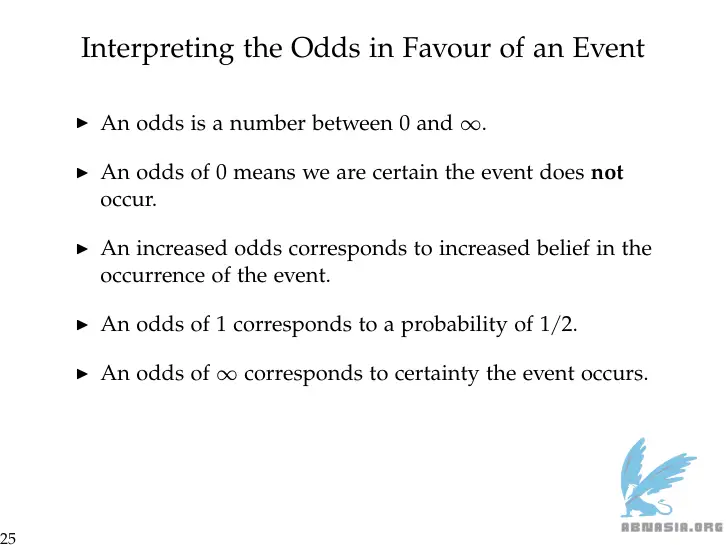 Interpreting the Odds in Favour of an Event
▶ An odds is a number between 0 and ∞.
▶ An odds of 0 means we are certain the event does not
occur.
▶ An increased odds corresponds to increased belief in the
occurrence of the event.
▶ An odds of 1 corresponds to a probability of 1/2.
▶ An odds of ∞ corresponds to certainty the event occurs.
ABNASIA.ORG
25